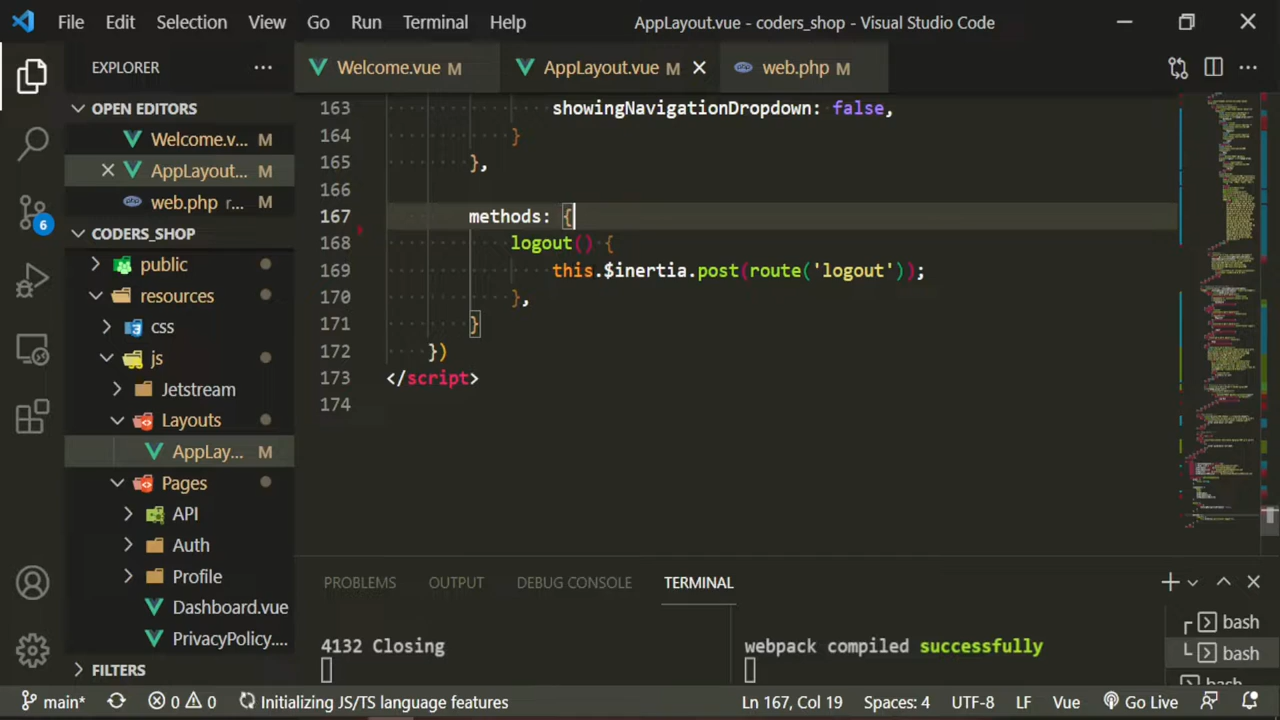 File Edit Selection View Go Run Terminal Help
AppLayout.vue - coders_shop - Visual Studio Code
EXPLORER
Welcome.vue M
AppLayout.vue M
web.php M
OPEN EDITORS
Welcome.v... M
AppLayout... M
web.php r... M
CODERS_SHOP
public
resources
css
js
Jetstream
Layouts
AppLay... M
Pages
API
Auth
Profile
Dashboard.vue
PrivacyPolicy....
FILTERS
6
163 showingNavigationDropdown: false,
164 }
165 },
166
167 methods: {
168 logout() {
169 this.$inertia.post(route('logout'));
170 },
171 }
172 })
173 </script>
174
PROBLEMS OUTPUT DEBUG CONSOLE TERMINAL
4132 Closing
webpack compiled successfully
bash
bash
bash
main* 0 0 Initializing JS/TS language features Ln 167, Col 19 Spaces: 4 UTF-8 LF Vue Go Live